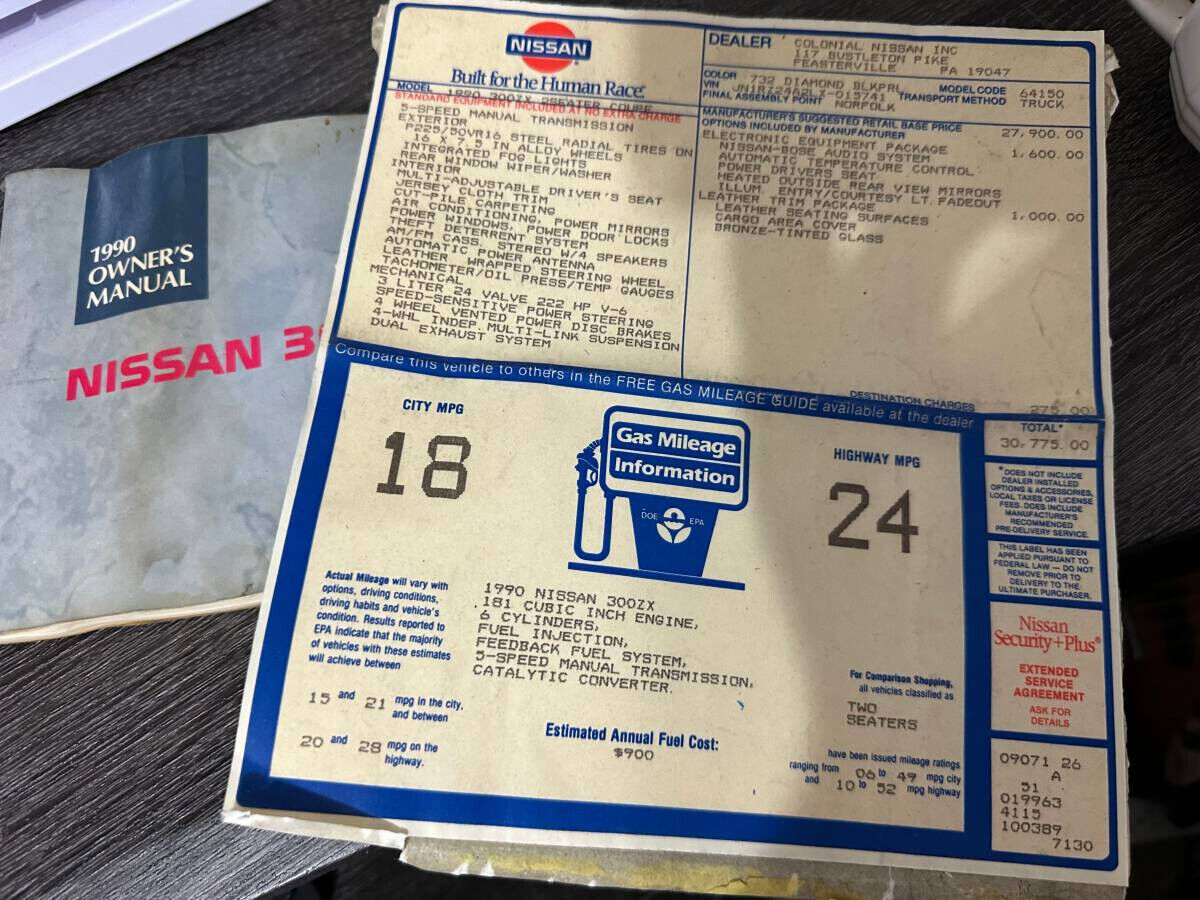 1990
OWNER'S
MANUAL
NISSAN 3
NISSAN
Built for the Human Race.
MODEL 1990 300ZX 2SEATER COUPE
STANDARD EQUIPMENT INCLUDED AT NO EXTRA CHARGE
5-SPEED MANUAL TRANSMISSION
EXTERIOR
P225/50VR16 STEEL RADIAL TIRES ON
16 X 7.5 IN ALLOY WHEELS
INTEGRATED FOG LIGHTS
REAR WINDOW WIPER/WASHER
INTERIOR
MULTI-ADJUSTABLE DRIVER'S SEAT
JERSEY CLOTH TRIM
CUT-PILE CARPETING
AIR CONDITIONING, POWER MIRRORS
POWER WINDOWS, POWER DOOR LOCKS
THEFT DETERRENT SYSTEM
AM/FM CASS. STEREO W/4 SPEAKERS
AUTOMATIC POWER ANTENNA
LEATHER WRAPPED STEERING WHEEL
TACHOMETER/OIL PRESS/TEMP GAUGES
MECHANICAL
3 LITER 24 VALVE 222 HP V-6
SPEED-SENSITIVE POWER STEERING
4 WHEEL VENTED POWER DISC BRAKES
4-WHL INDEP. MULTI-LINK SUSPENSION
DUAL EXHAUST SYSTEM
DEALER COLONIAL NISSAN INC
117 BUSTLETON PIKE
FEASTERVILLE PA 19047
COLOR 732 DIAMOND BLKPRL MODEL CODE 64150
VIN JN1RZ24A2LX-015741 TRANSPORT METHOD TRUCK
FINAL ASSEMBLY POINT NORFOLK
MANUFACTURER'S SUGGESTED RETAIL BASE PRICE 27,900.00
OPTIONS INCLUDED BY MANUFACTURER
ELECTRONIC EQUIPMENT PACKAGE 1,600.00
NISSAN-BOSE AUDIO SYSTEM
AUTOMATIC TEMPERATURE CONTROL
POWER DRIVERS SEAT
HEATED OUTSIDE REAR VIEW MIRRORS
ILLUM. ENTRY/COURTESY LT. FADEOUT
LEATHER TRIM PACKAGE 1,000.00
LEATHER SEATING SURFACES
CARGO AREA COVER
BRONZE-TINTED GLASS
DESTINATION CHARGES 275.00
Compare this vehicle to others in the FREE GAS MILEAGE GUIDE available at the dealer
TOTAL*
30,775.00
*DOES NOT INCLUDE
DEALER INSTALLED
OPTIONS & ACCESSORIES,
LOCAL TAXES OR LICENSE
FEES. DOES INCLUDE
MANUFACTURER'S
RECOMMENDED
PRE-DELIVERY SERVICE.
THIS LABEL HAS BEEN
APPLIED PURSUANT TO
FEDERAL LAW — DO NOT
REMOVE PRIOR TO
DELIVERY TO THE
ULTIMATE PURCHASER.
Nissan
Security+Plus®
EXTENDED
SERVICE
AGREEMENT
ASK FOR
DETAILS
09071 26
A
51
019963
4115
100389
7130
CITY MPG
18
Gas Mileage
Information
DOE EPA
HIGHWAY MPG
24
Actual Mileage will vary with
options, driving conditions,
driving habits and vehicle's
condition. Results reported to
EPA indicate that the majority
of vehicles with these estimates
will achieve between
15 and 21 mpg in the city,
and between
20 and 28 mpg on the
highway.
1990 NISSAN 300ZX
181 CUBIC INCH ENGINE,
6 CYLINDERS,
FUEL INJECTION,
FEEDBACK FUEL SYSTEM,
5-SPEED MANUAL TRANSMISSION,
CATALYTIC CONVERTER.
Estimated Annual Fuel Cost:
$900
For Comparison Shopping,
all vehicles classified as
TWO
SEATERS
have been issued mileage ratings
ranging from 06 to 49 mpg city
and 10 to 52 mpg highway